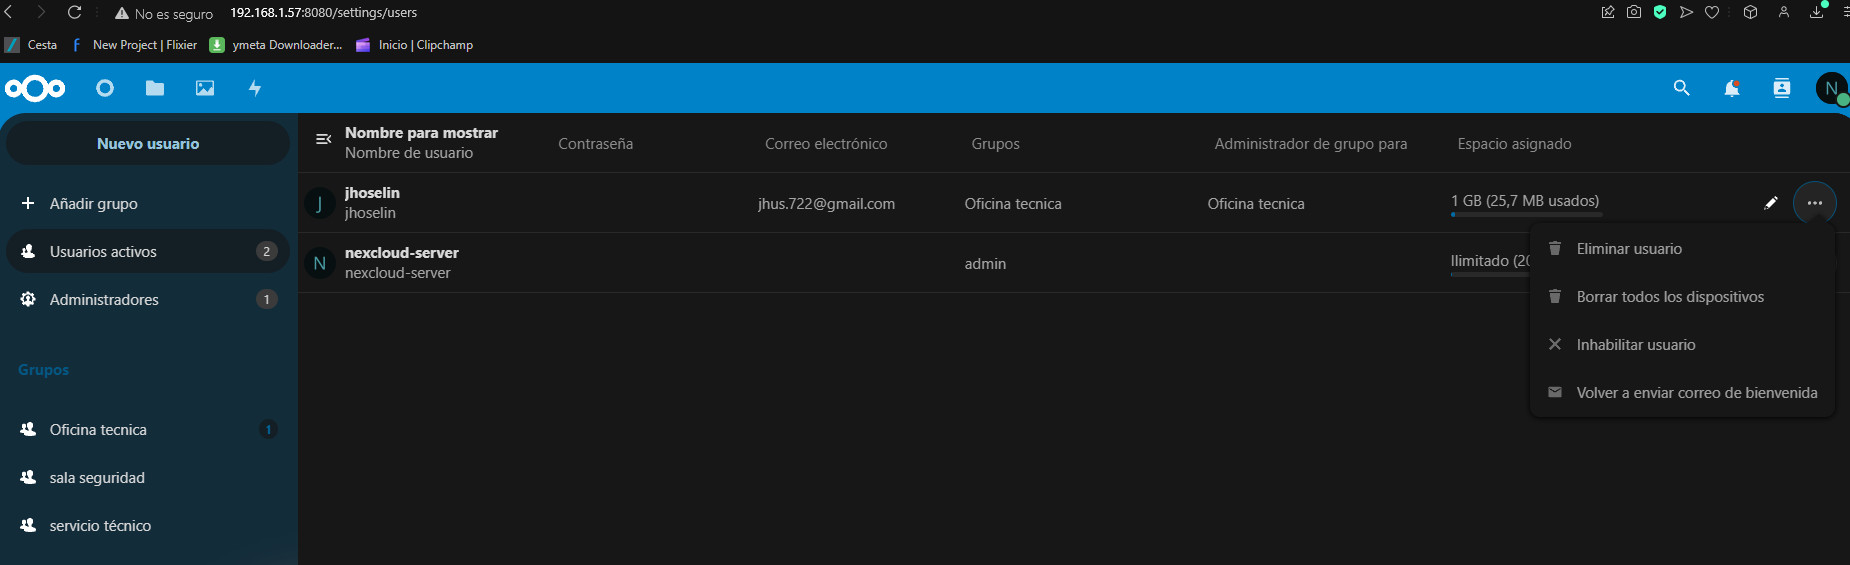 No es seguro 192.168.1.57:8080/settings/users
Cesta New Project | Flixier ymeta Downloader... Inicio | Clipchamp
N
Nuevo usuario
Añadir grupo
Usuarios activos 2
Administradores 1
Grupos
Oficina tecnica 1
sala seguridad
servicio técnico
Nombre para mostrar
Nombre de usuario
Contraseña Correo electrónico Grupos Administrador de grupo para Espacio asignado
J
jhoselin
jhoselin
jhus.722@gmail.com Oficina tecnica Oficina tecnica 1 GB (25,7 MB usados)
N
nexcloud-server
nexcloud-server
admin Ilimitado (20
Eliminar usuario
Borrar todos los dispositivos
Inhabilitar usuario
Volver a enviar correo de bienvenida